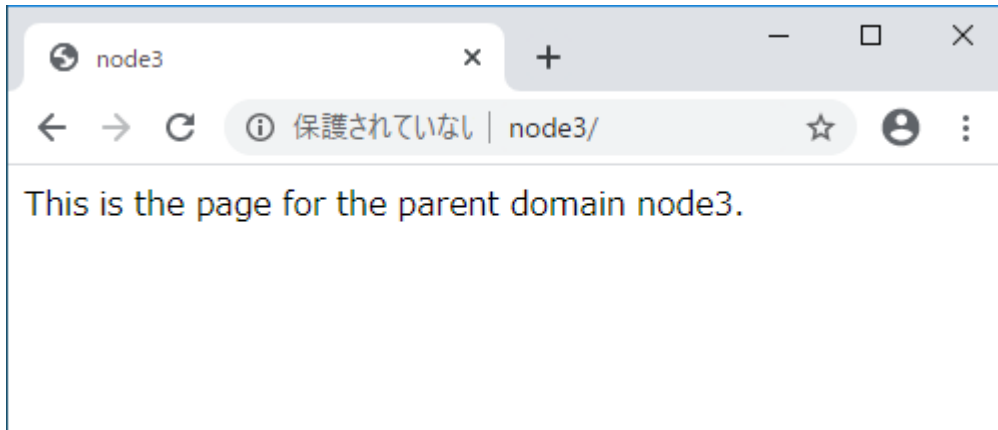 node3
保護されていない node3/
This is the page for the parent domain node3.